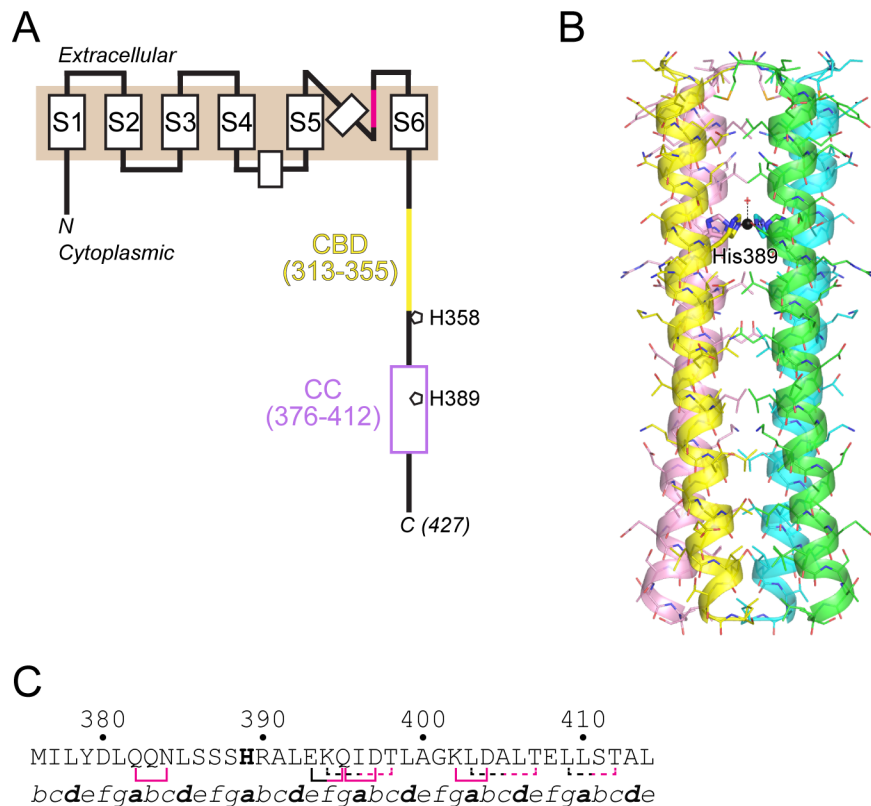 A
B
Extracellular
S1 S2 S3 S4 S5 S6
N
Cytoplasmic
CBD
(313-355)
H358
CC
(376-412)
H389
C (427)
His389
C
380 390 400 410
MILYDLQQNLSSSHRALEKQIDTLAGKLDALTELLSTAL
bcdefgabcdefgabcdefgabcdefgabcdefgabcde